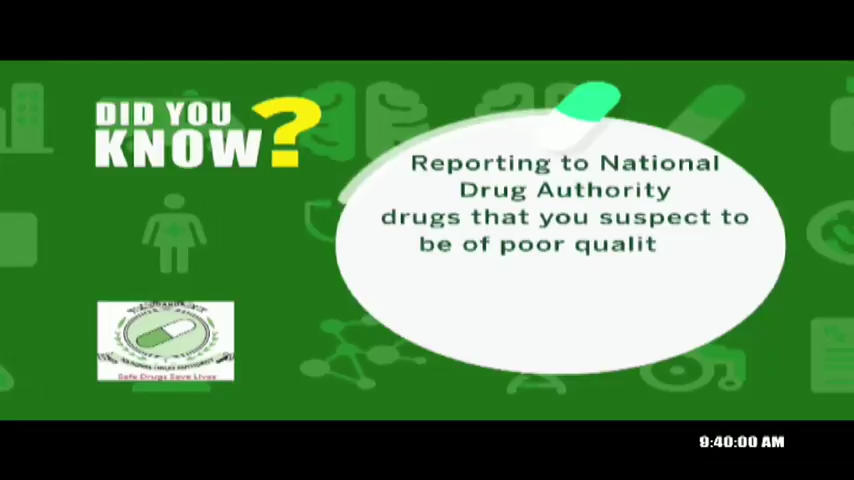 DID YOU
KNOW?
Reporting to National
Drug Authority
drugs that you suspect to
be of poor qualit
Safe Drugs Save Lives
9:40:00 AM